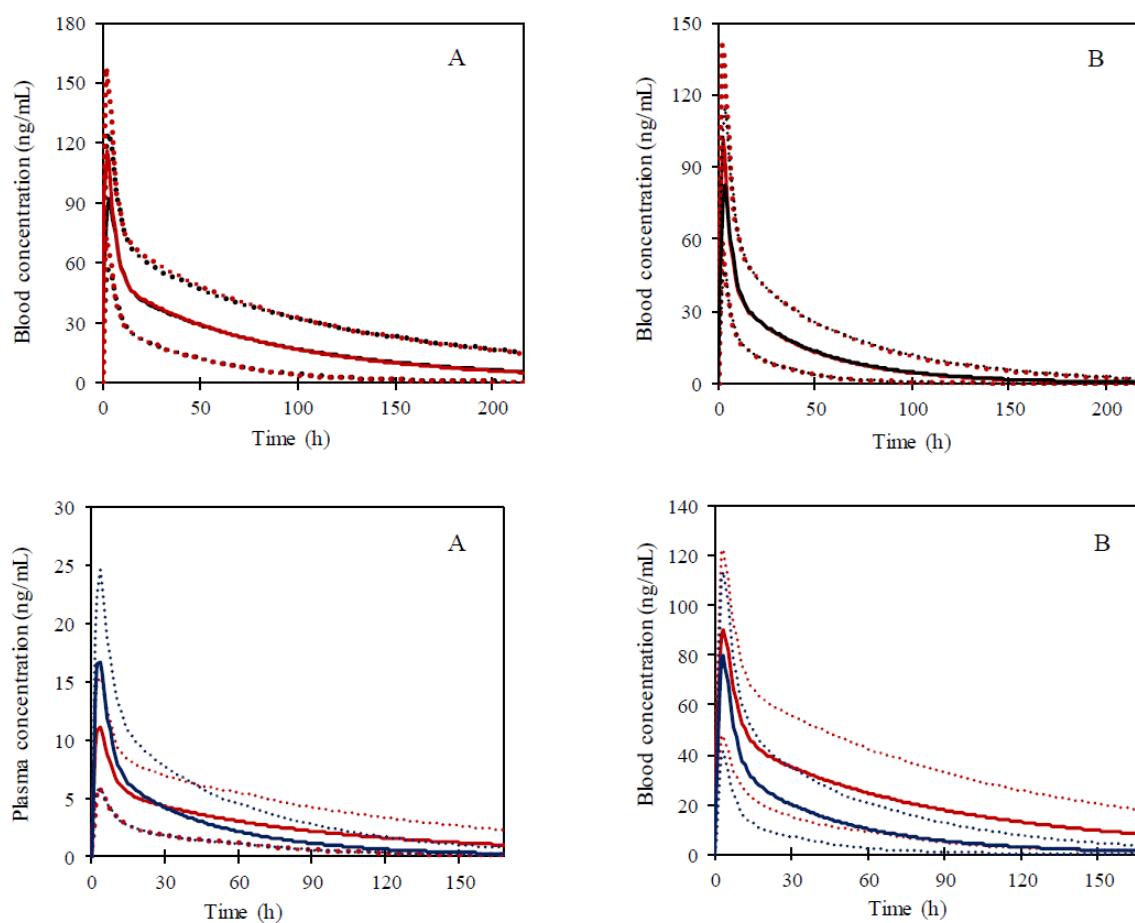 A
Blood concentration (ng/mL)
180
150
120
90
60
30
0
0 50 100 150 200
Time (h)
B
Blood concentration (ng/mL)
150
120
90
60
30
0
0 50 100 150 200
Time (h)
A
Plasma concentration (ng/mL)
30
25
20
15
10
5
0
0 30 60 90 120 150
Time (h)
B
Blood concentration (ng/mL)
140
120
100
80
60
40
20
0
0 30 60 90 120 150
Time (h)